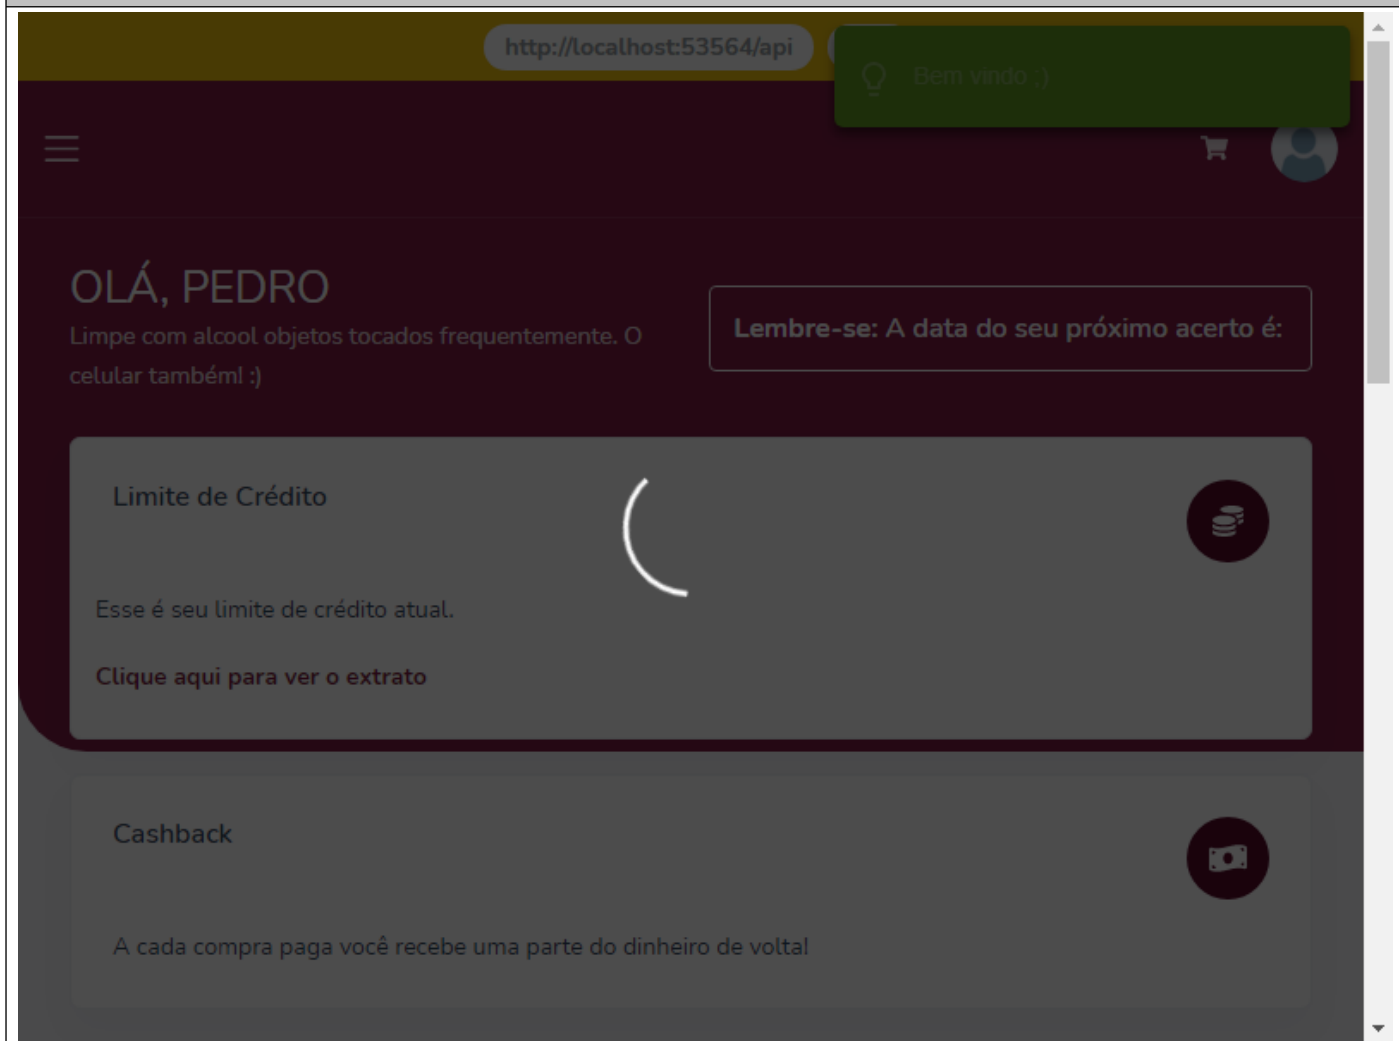 http://localhost:53564/api
Bem vindo ;)
OLÁ, PEDRO
Limpe com alcool objetos tocados frequentemente. O
celular também! :)
Lembre-se: A data do seu próximo acerto é:
Limite de Crédito
Esse é seu limite de crédito atual.
Clique aqui para ver o extrato
Cashback
A cada compra paga você recebe uma parte do dinheiro de volta!